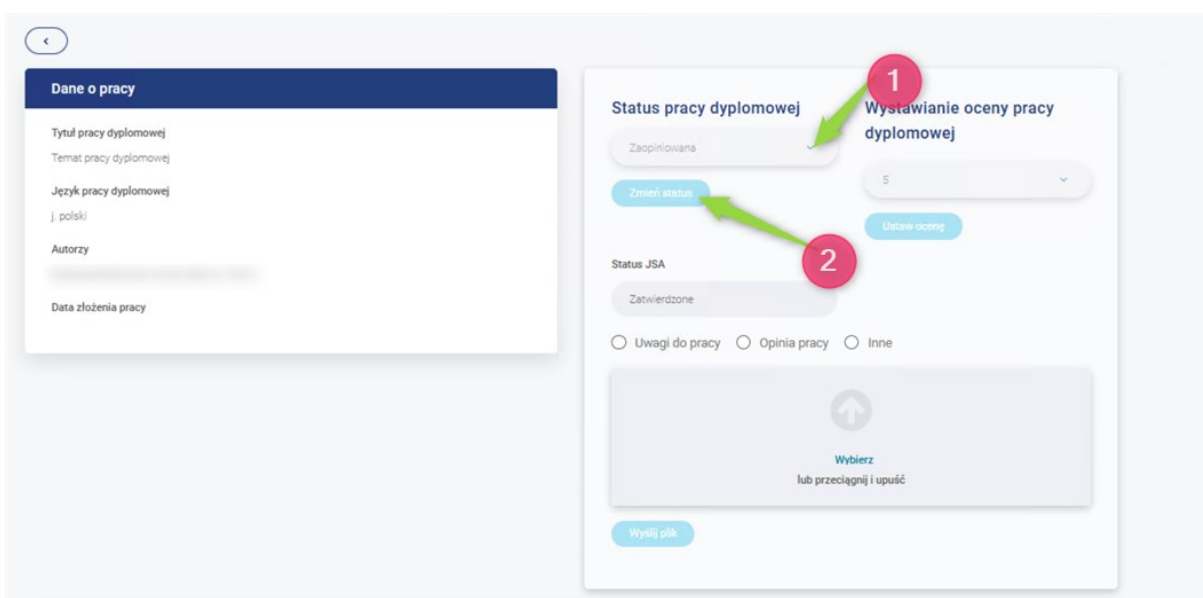 Dane o pracy
Tytuł pracy dyplomowej
Temat pracy dyplomowej
Język pracy dyplomowej
j. polski
Autorzy
Data złożenia pracy
1
Status pracy dyplomowej
Zaopiniowana
Zmień status
Wystawianie oceny pracy
dyplomowej
5
Ustaw ocenę
2
Status JSA
Zatwierdzone
Uwagi do pracy Opinia pracy Inne
Wybierz
lub przeciągnij i upuść
Wyślij plik